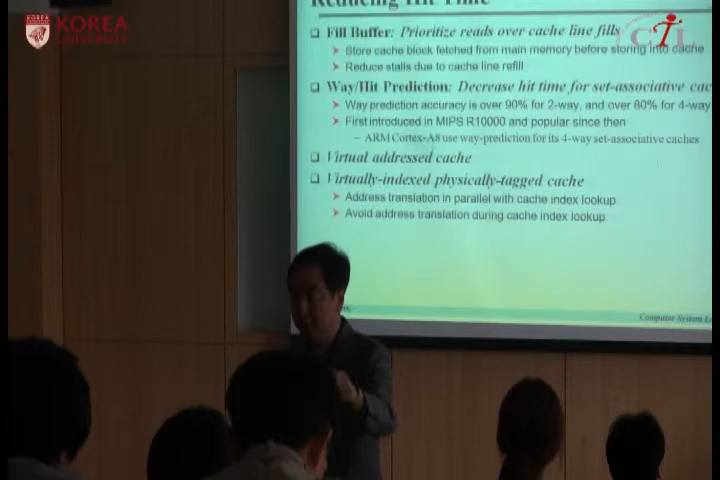 KOREA
UNIVERSITY
Reducing Hit Time
CTL
❑ Fill Buffer: Prioritize reads over cache line fills
➢ Store cache block fetched from main memory before storing into cache
➢ Reduce stalls due to cache line refill
❑ Way/Hit Prediction: Decrease hit time for set-associative cac
➢ Way prediction accuracy is over 90% for 2-way, and over 80% for 4-way
➢ First introduced in MIPS R10000 and popular since then
– ARM Cortex-A8 use way-prediction for its 4-way set-associative caches
❑ Virtual addressed cache
❑ Virtually-indexed physically-tagged cache
➢ Address translation in parallel with cache index lookup
➢ Avoid address translation during cache index lookup
Computer System L